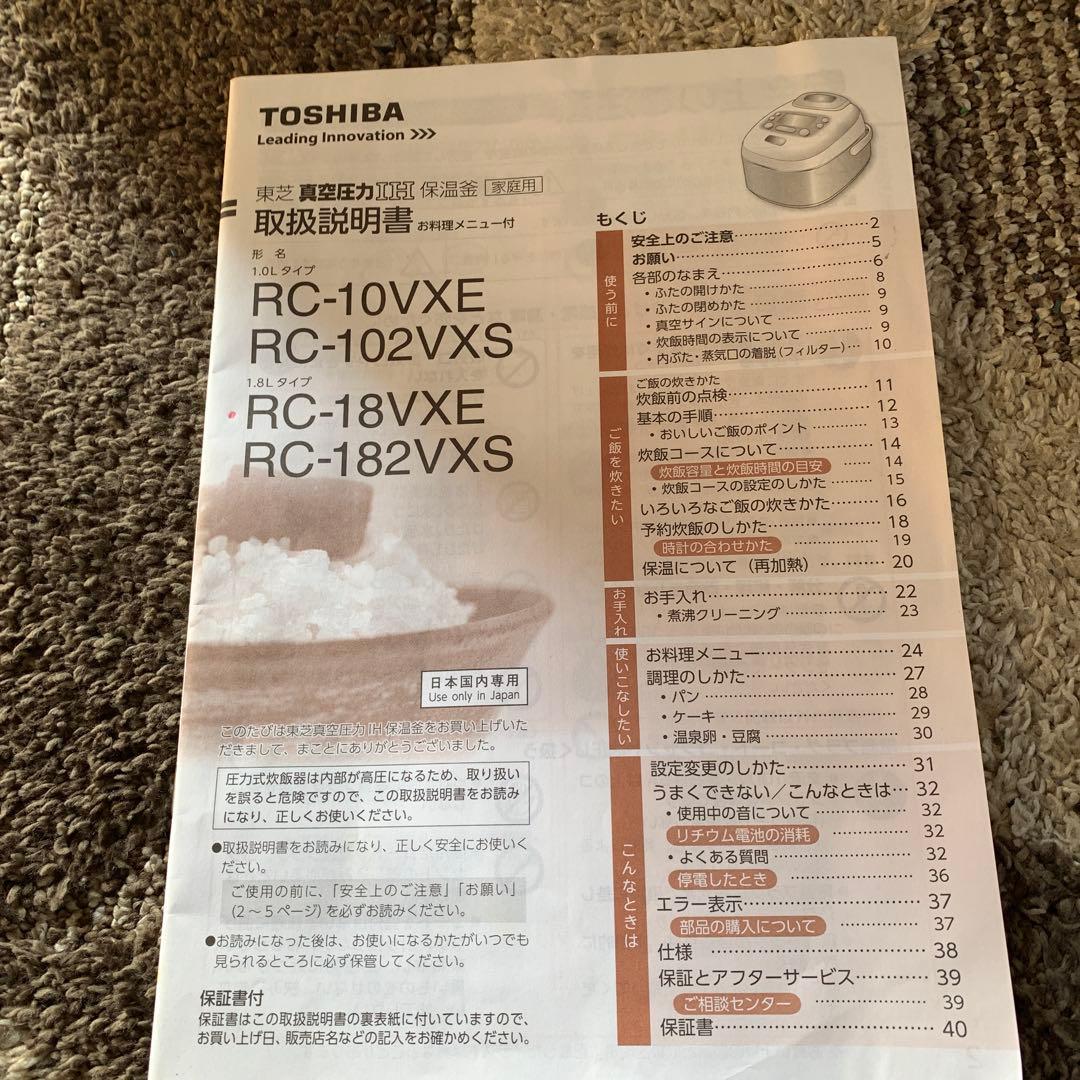 TOSHIBA
Leading Innovation >>>
東芝 真空圧力IH 保温釜 家庭用
取扱説明書 お料理メニュー付
形 名
1.0L タイプ
RC-10VXE
RC-102VXS
1.8L タイプ
RC-18VXE
RC-182VXS
日本国内専用
Use only in Japan
このたびは東芝真空圧力IH保温釜をお買い上げいた
だきまして、まことにありがとうございました。
圧力式炊飯器は内部が高圧になるため、取り扱い
を誤ると危険ですので、この取扱説明書をお読み
になり、正しくお使いください。
●取扱説明書をお読みになり、正しく安全にお使いく
ださい。
ご使用の前に、「安全上のご注意」「お願い」
(2〜5ページ)を必ずお読みください。
●お読みになった後は、お使いになるかたがいつでも
見られるところに必ず保管してください。
保証書付
保証書はこの取扱説明書の裏表紙に付いていますので、
お買い上げ日、販売店名などの記入をお確かめください。
もくじ
使う前に
安全上のご注意 2
お願い 5
各部のなまえ 6
・ふたの開けかた 8
・ふたの閉めかた 9
・真空サインについて 9
・炊飯時間の表示について 9
・内ぶた・蒸気口の着脱(フィルター) 10
ご飯を炊きたい
ご飯の炊きかた
炊飯前の点検 11
基本の手順 12
・おいしいご飯のポイント 13
炊飯コースについて 14
炊飯容量と炊飯時間の目安 14
・炊飯コースの設定のしかた 15
いろいろなご飯の炊きかた 16
予約炊飯のしかた 18
時計の合わせかた 19
保温について(再加熱) 20
お手入れ
お手入れ 22
・煮沸クリーニング 23
使いこなしたい
お料理メニュー 24
調理のしかた 27
・パン 28
・ケーキ 29
・温泉卵・豆腐 30
こんなときは
設定変更のしかた 31
うまくできない/こんなときは 32
・使用中の音について 32
リチウム電池の消耗 32
・よくある質問 32
停電したとき 36
エラー表示 37
部品の購入について 37
仕様 38
保証とアフターサービス 39
ご相談センター 39
保証書 40